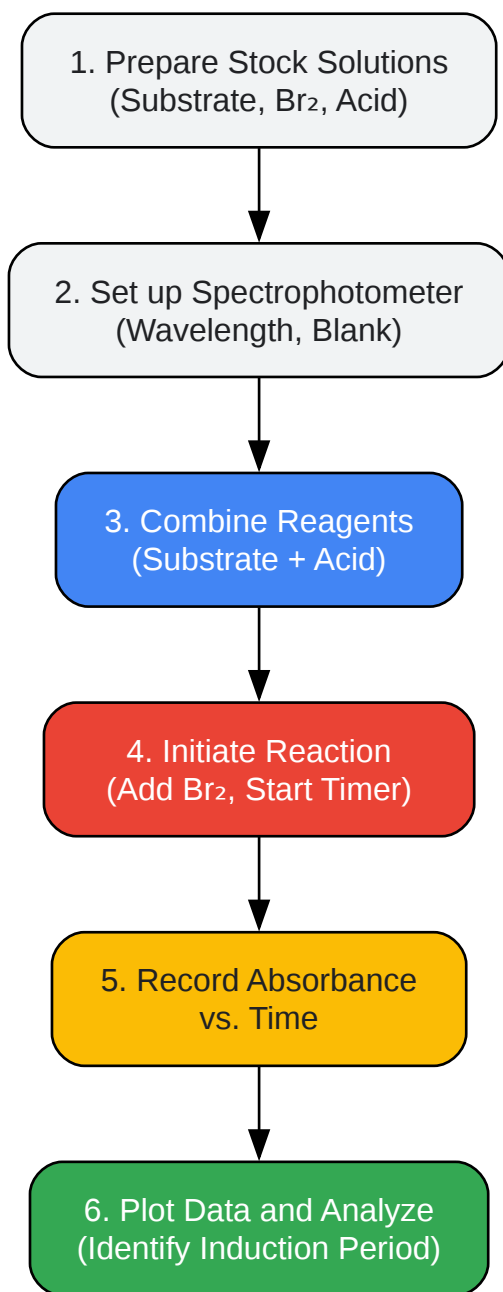 1. Prepare Stock Solutions
(Substrate, Br₂, Acid)
2. Set up Spectrophotometer
(Wavelength, Blank)
3. Combine Reagents
(Substrate + Acid)
4. Initiate Reaction
(Add Br₂, Start Timer)
5. Record Absorbance
vs. Time
6. Plot Data and Analyze
(Identify Induction Period)